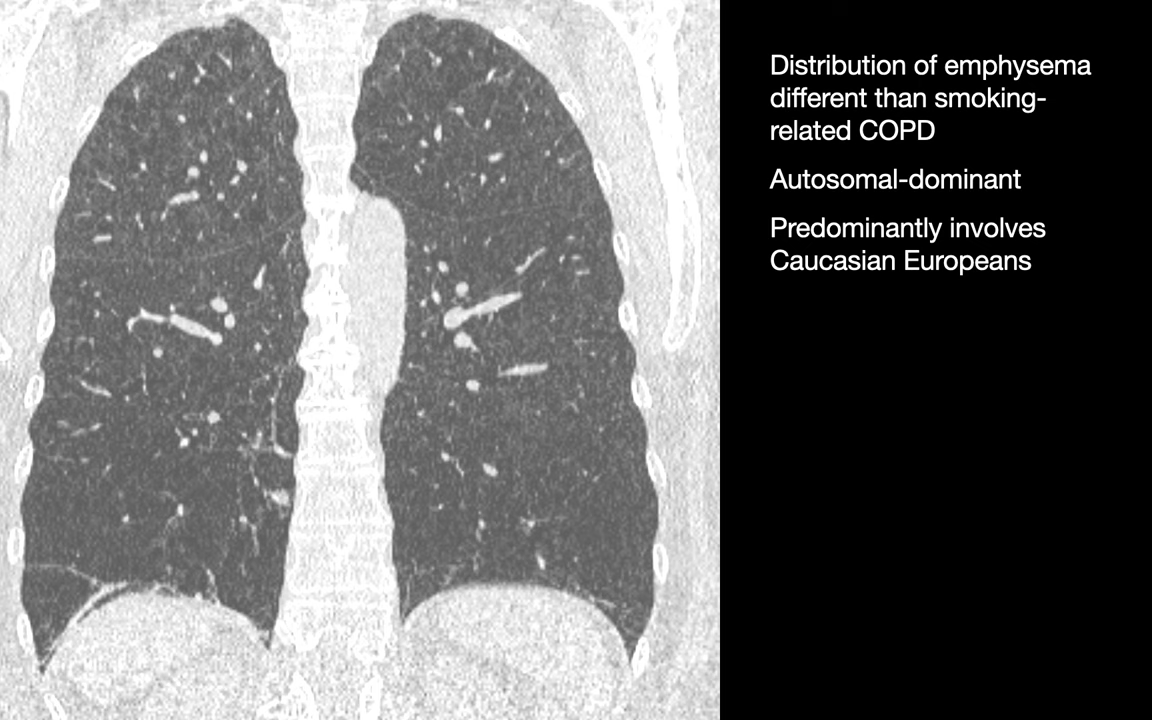 Distribution of emphysema
different than smoking-
related COPD
Autosomal-dominant
Predominantly involves
Caucasian Europeans